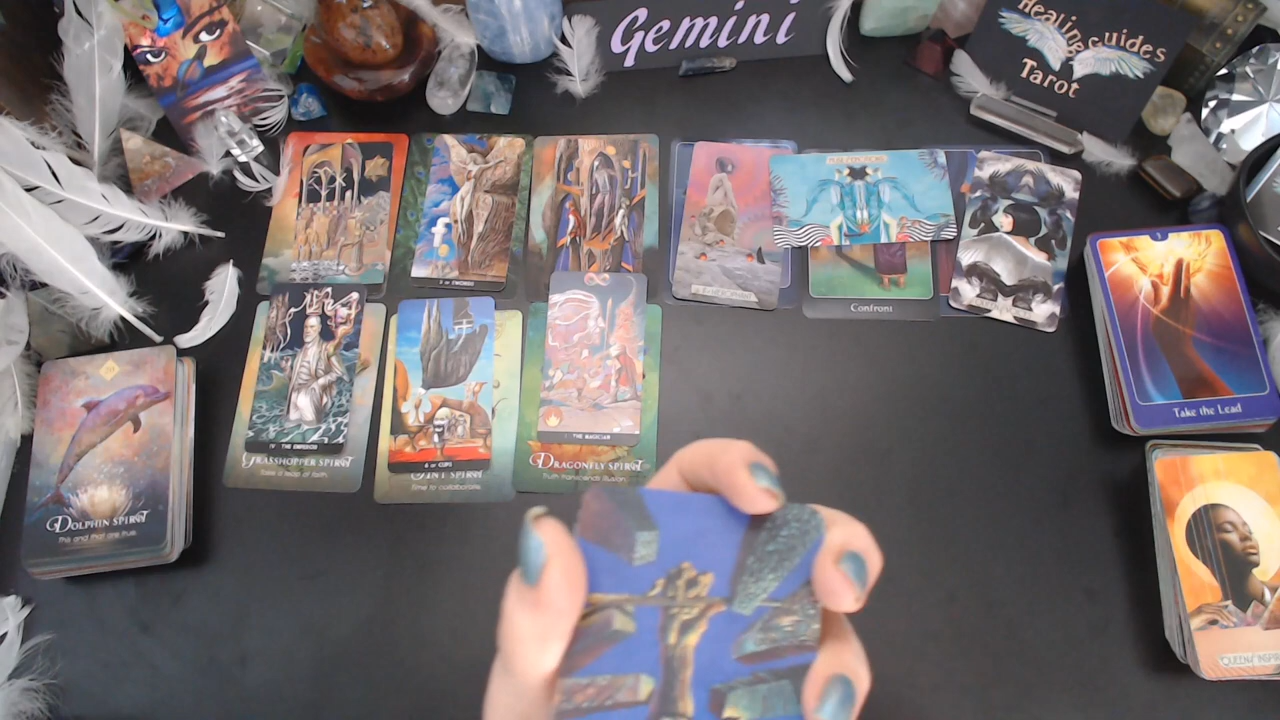 Gemini
Healing guides
Tarot
3 of SWORDS
Confront
IV THE EMPEROR
GRASSHOPPER SPIRIT
Take a leap of faith.
6 of CUPS
ANT SPIRIT
Time to collaborate.
I THE MAGICIAN
DRAGONFLY SPIRIT
Truth transcends illusion.
Take the Lead
DOLPHIN SPIRIT
This and that are true.